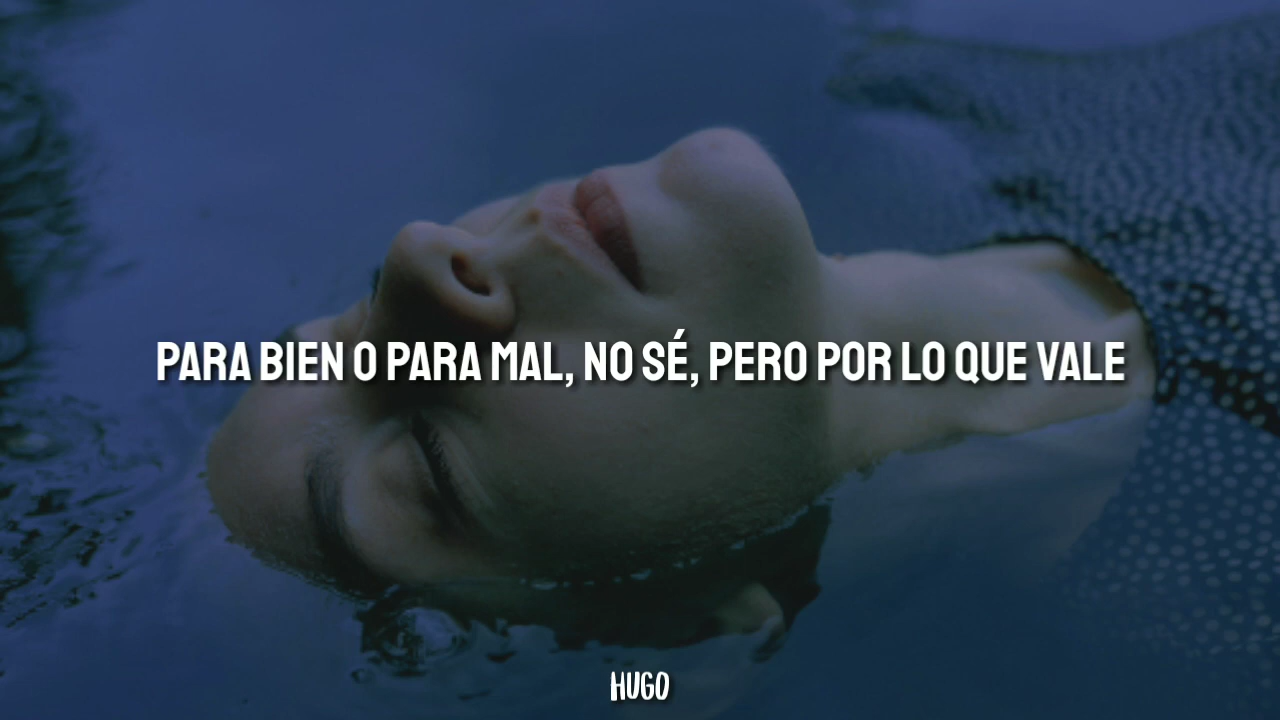 PARA BIEN O PARA MAL, NO SÉ, PERO POR LO QUE VALE
HUGO